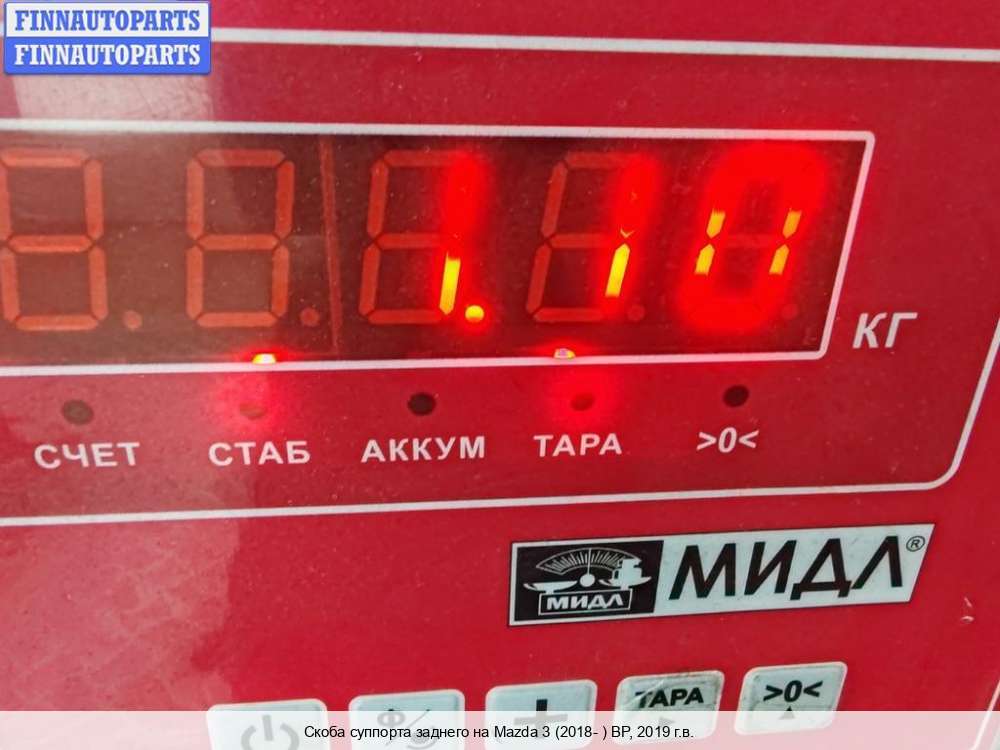 FINNAUTOPARTS
FINNAUTOPARTS
КГ
СЧЕТ СТАБ АККУМ ТАРА >0<
МИДЛ МИДЛ®
ТАРА >0<
Скоба суппорта заднего на Mazda 3 (2018- ) BP, 2019 г.в.